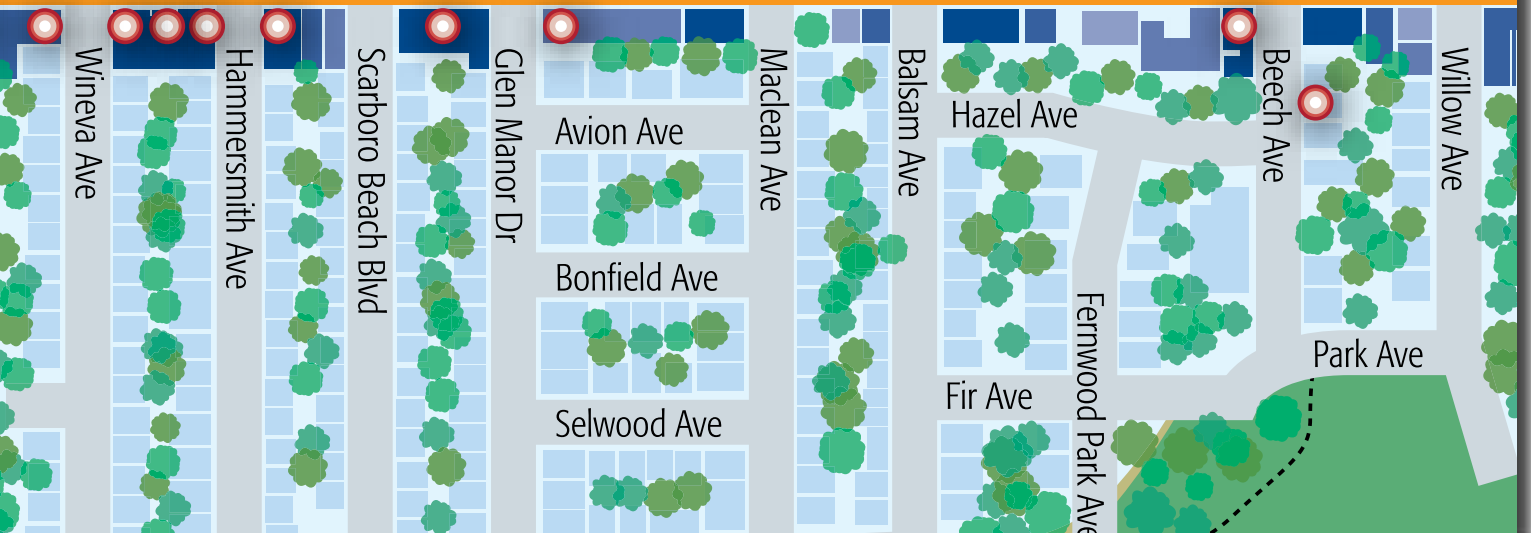 Wineva Ave
Hammersmith Ave
Scarboro Beach Blvd
Glen Manor Dr
Avion Ave
Bonfield Ave
Selwood Ave
Maclean Ave
Balsam Ave
Hazel Ave
Fir Ave
Fernwood Park Ave
Beech Ave
Park Ave
Willow Ave